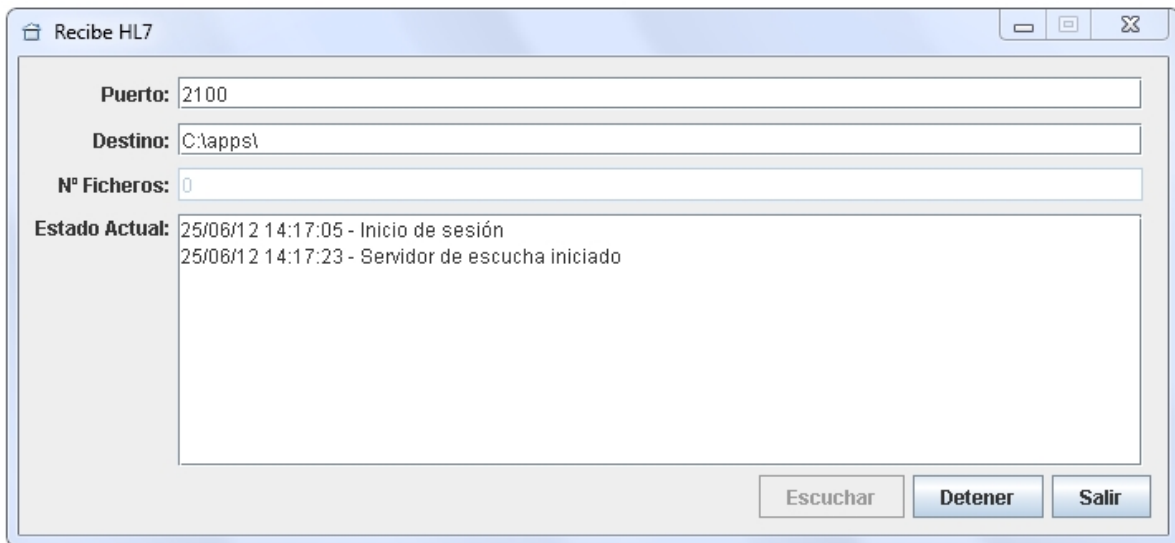 Recibe HL7
Puerto: 2100
Destino: C:\apps\
Nº Ficheros: 0
Estado Actual: 25/06/12 14:17:05 - Inicio de sesión
25/06/12 14:17:23 - Servidor de escucha iniciado
Escuchar Detener Salir